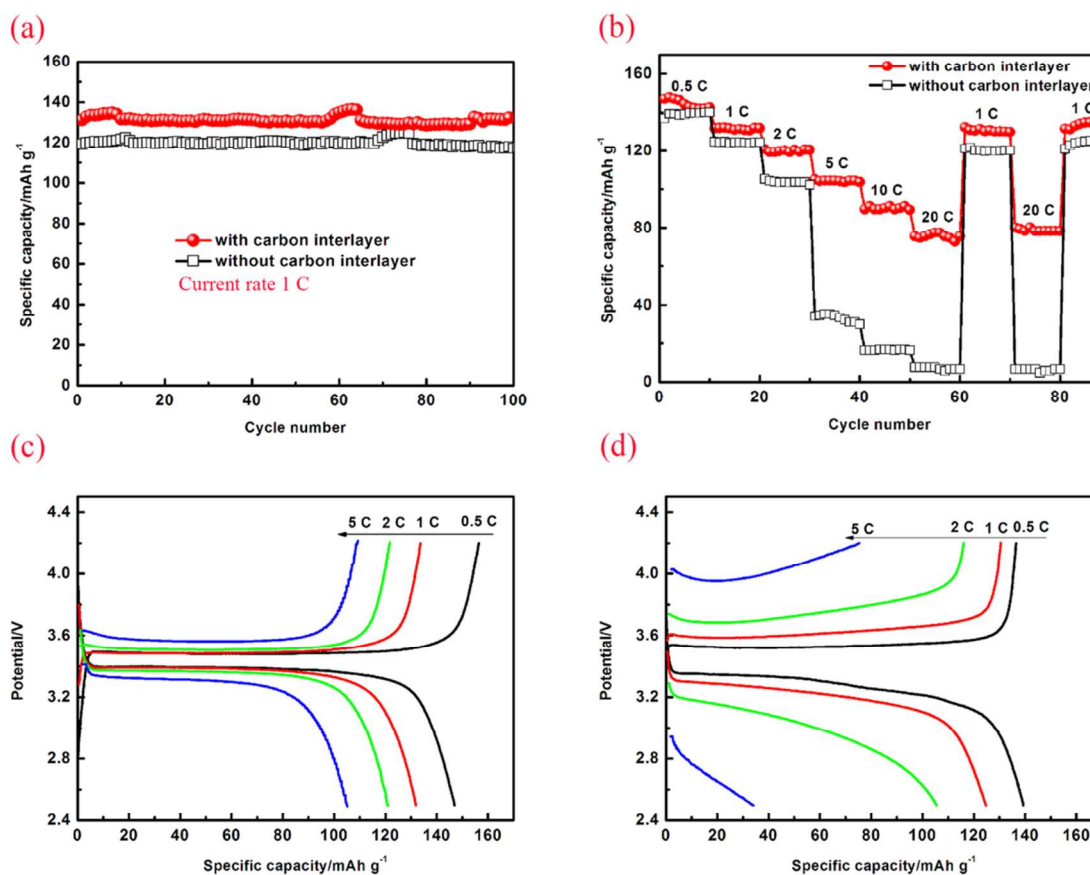 (a)
160
140
120
100
80
60
40
20
0
Specific capacity/mAh g⁻¹
with carbon interlayer
without carbon interlayer
Current rate 1 C
0 20 40 60 80 100
Cycle number
(b)
160
120
80
40
0
Specific capacity/mAh g⁻¹
with carbon interlayer
without carbon interlayer
0.5 C
1 C
2 C
5 C
10 C
20 C
1 C
20 C
1 C
0 20 40 60 80
Cycle number
(c)
4.4
4.0
3.6
3.2
2.8
2.4
Potential/V
5 C 2 C 1 C 0.5 C
0 20 40 60 80 100 120 140 160
Specific capacity/mAh g⁻¹
(d)
4.4
4.0
3.6
3.2
2.8
2.4
Potential/V
5 C 2 C 1 C 0.5 C
0 20 40 60 80 100 120 140 160
Specific capacity/mAh g⁻¹